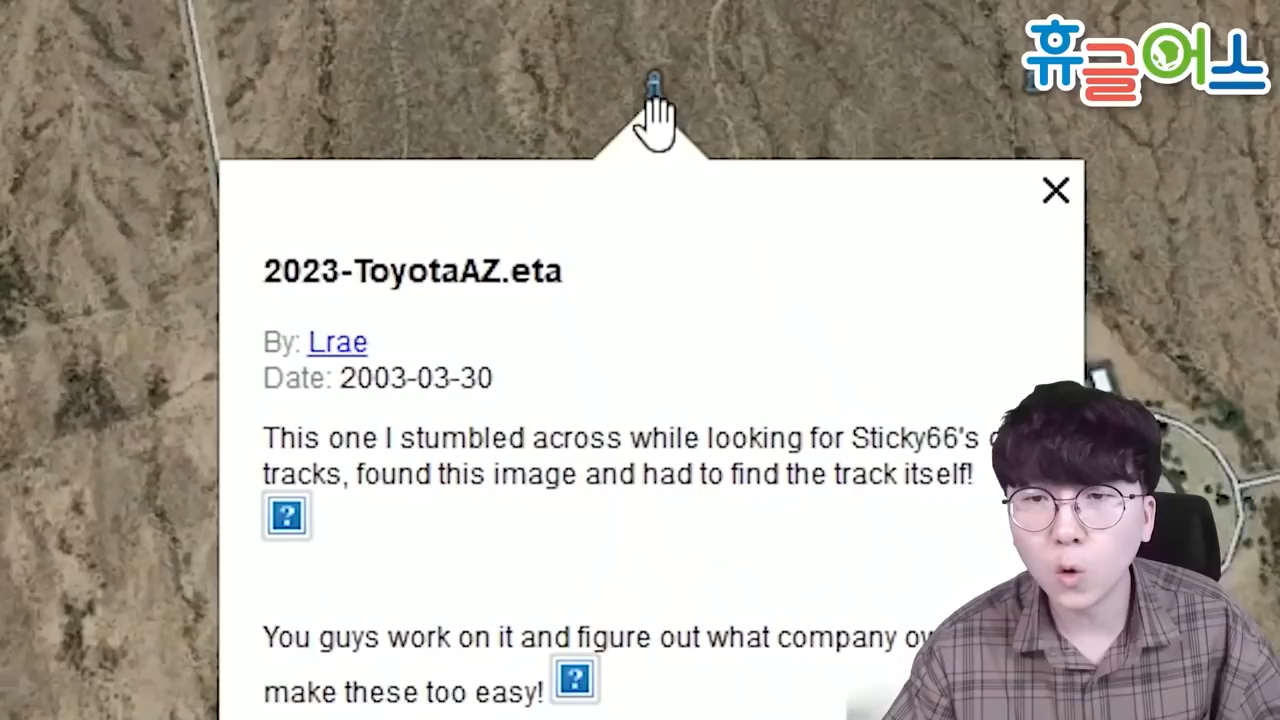 휴글어스
2023-ToyotaAZ.eta
By: Lrae
Date: 2003-03-30
This one I stumbled across while looking for Sticky66's
tracks, found this image and had to find the track itself!
You guys work on it and figure out what company
make these too easy!